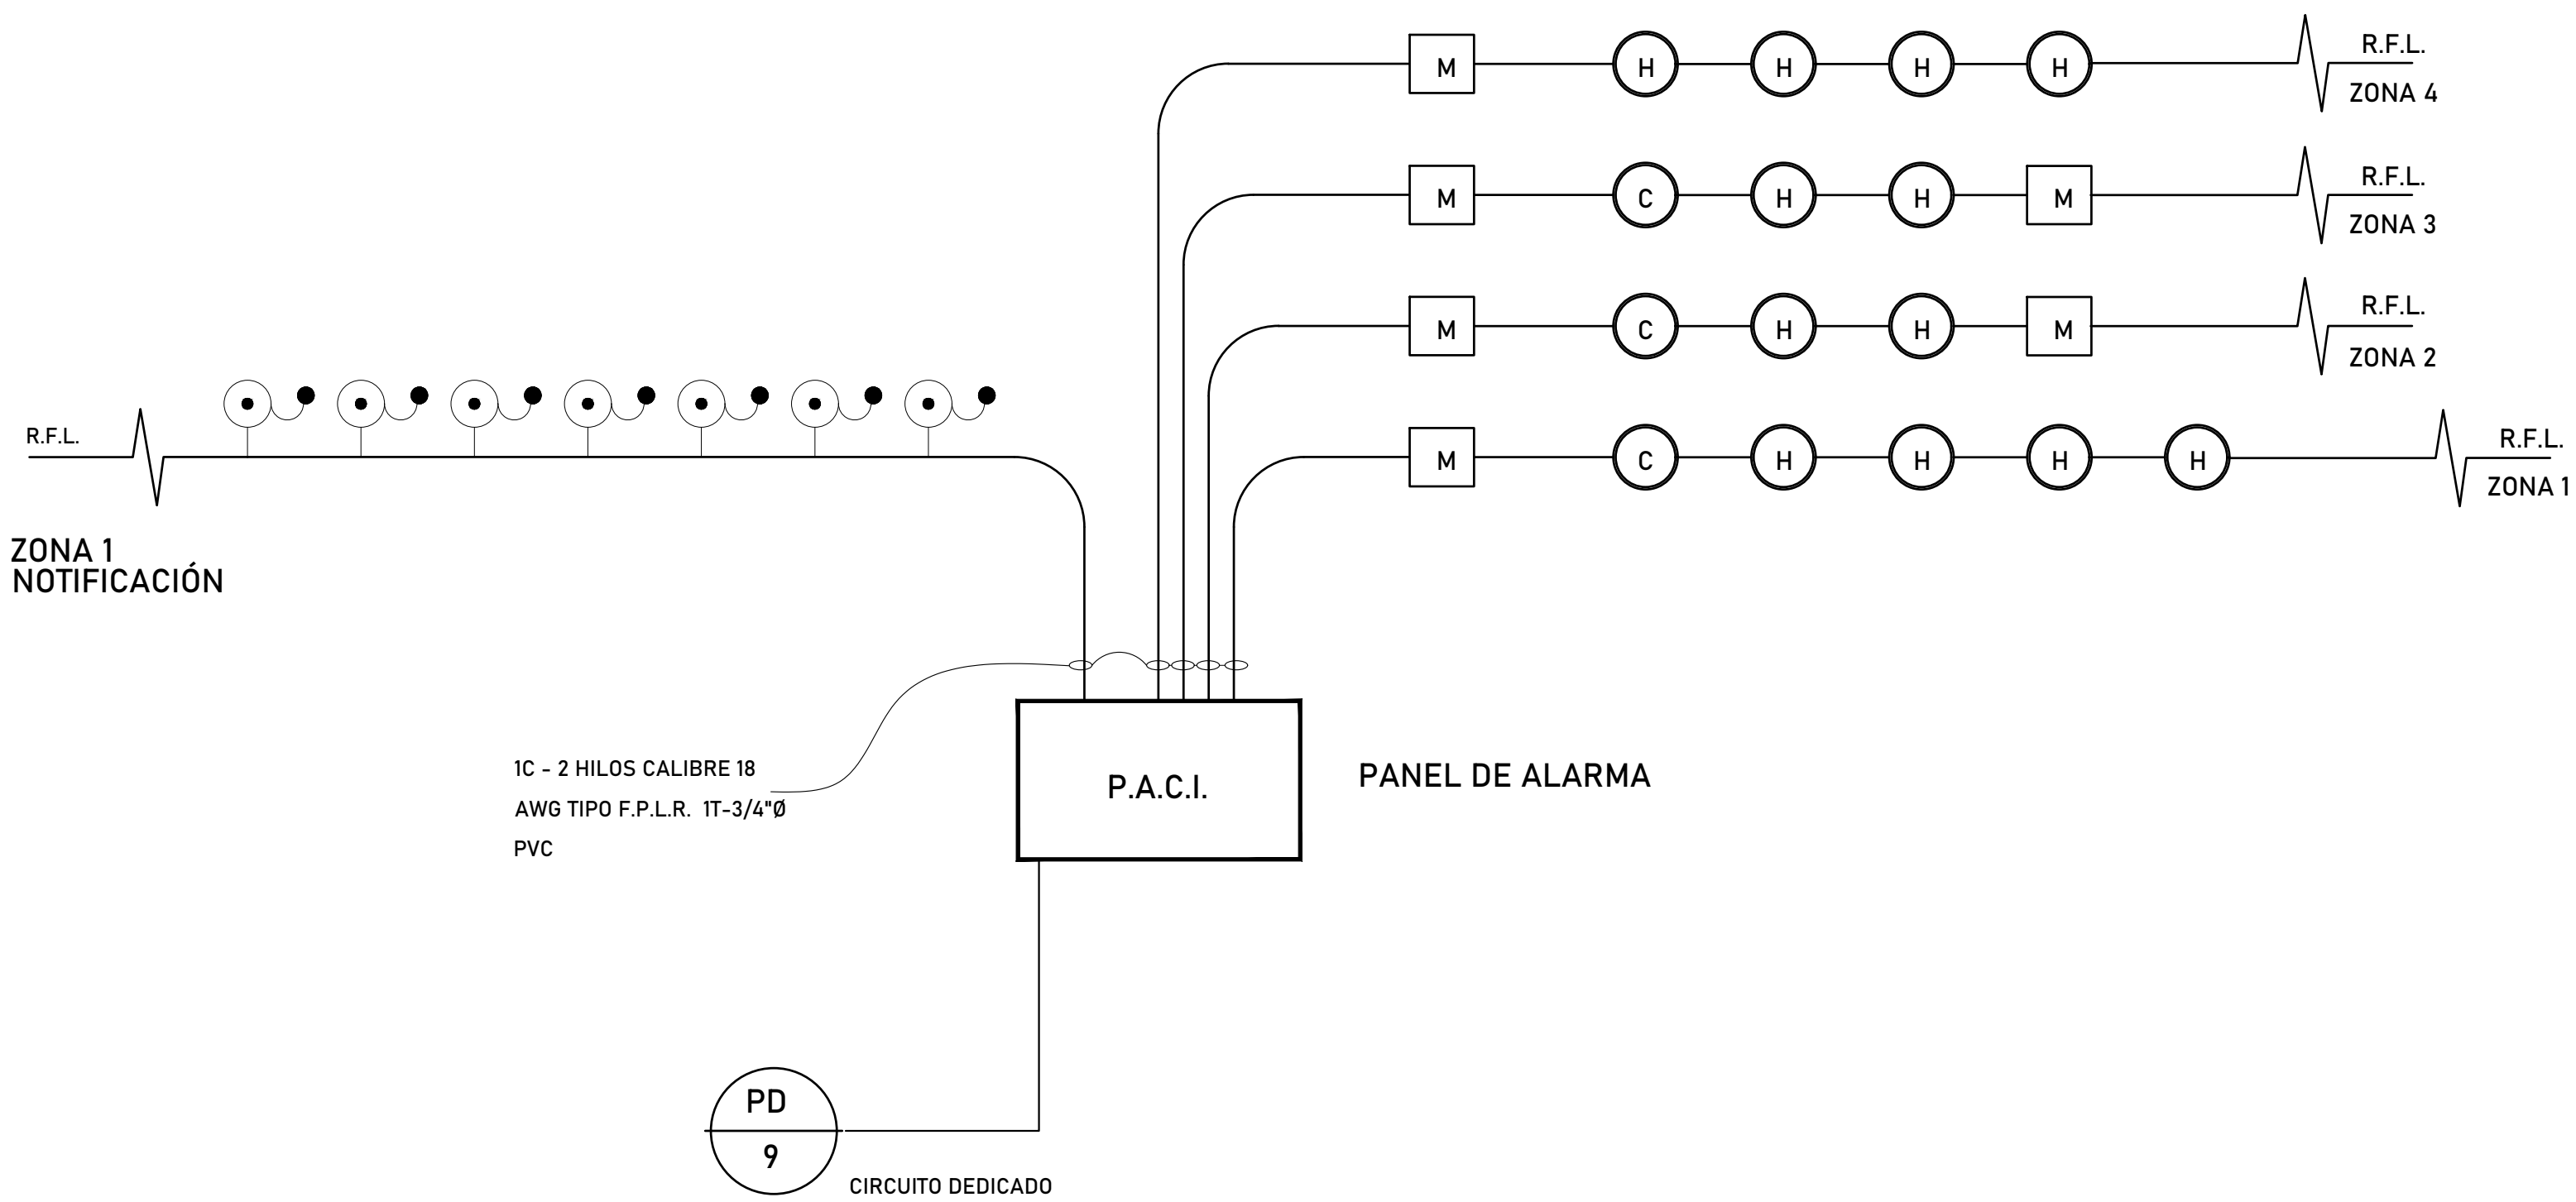 M H H H H R.F.L.
ZONA 4
M C H H M R.F.L.
ZONA 3
M C H H M R.F.L.
ZONA 2
M C H H H H R.F.L.
ZONA 1
R.F.L.
ZONA 1
NOTIFICACIÓN
1C - 2 HILOS CALIBRE 18
AWG TIPO F.P.L.R. 1T-3/4"Ø
PVC
P.A.C.I.
PANEL DE ALARMA
PD
9
CIRCUITO DEDICADO